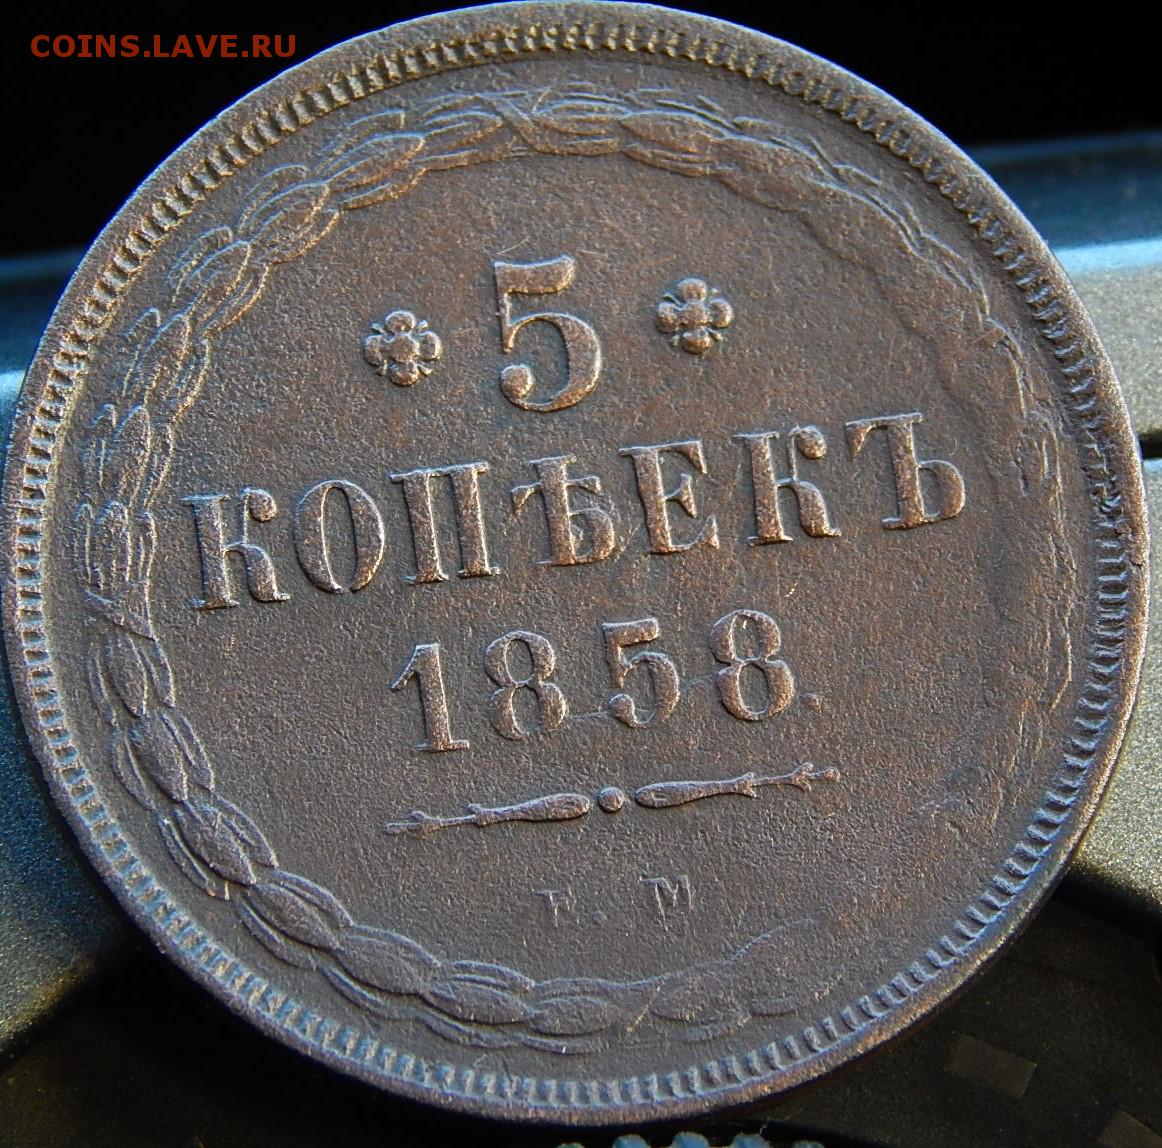 COINS.LAVE.RU
5
КОПѢЕКЪ
1858
Е. М